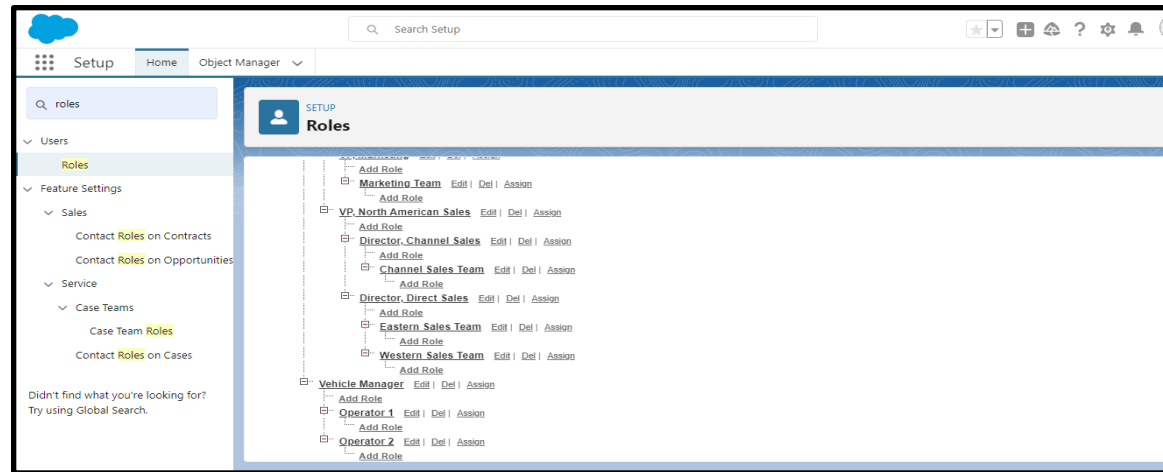 Search Setup
Setup
Home
Object Manager
roles
Users
Roles
Feature Settings
Sales
Contact Roles on Contracts
Contact Roles on Opportunities
Service
Case Teams
Case Team Roles
Contact Roles on Cases
Didn't find what you're looking for?
Try using Global Search.
SETUP
Roles
Add Role
Marketing Team Edit | Del | Assign
Add Role
VP, North American Sales Edit | Del | Assign
Add Role
Director, Channel Sales Edit | Del | Assign
Add Role
Channel Sales Team Edit | Del | Assign
Add Role
Director, Direct Sales Edit | Del | Assign
Add Role
Eastern Sales Team Edit | Del | Assign
Add Role
Western Sales Team Edit | Del | Assign
Add Role
Vehicle Manager Edit | Del | Assign
Add Role
Operator 1 Edit | Del | Assign
Add Role
Operator 2 Edit | Del | Assign
Add Role